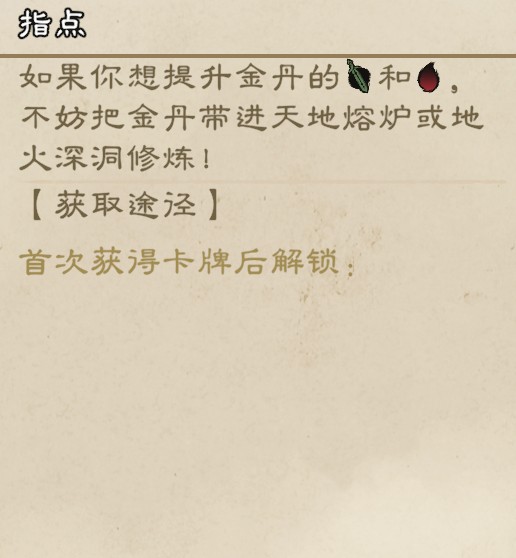 指点
如果你想提升金丹的和,
不妨把金丹带进天地熔炉或地
火深洞修炼!
【获取途径】
首次获得卡牌后解锁: